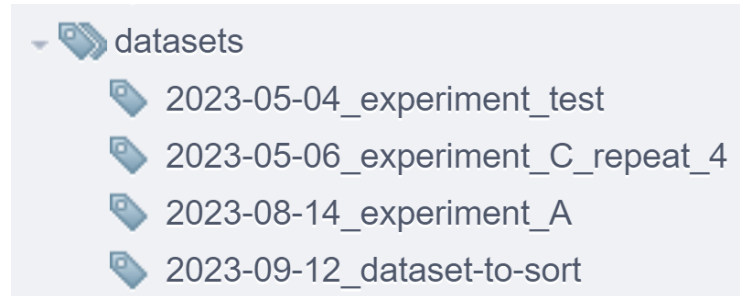 datasets
2023-05-04_experiment_test
2023-05-06_experiment_C_repeat_4
2023-08-14_experiment_A
2023-09-12_dataset-to-sort